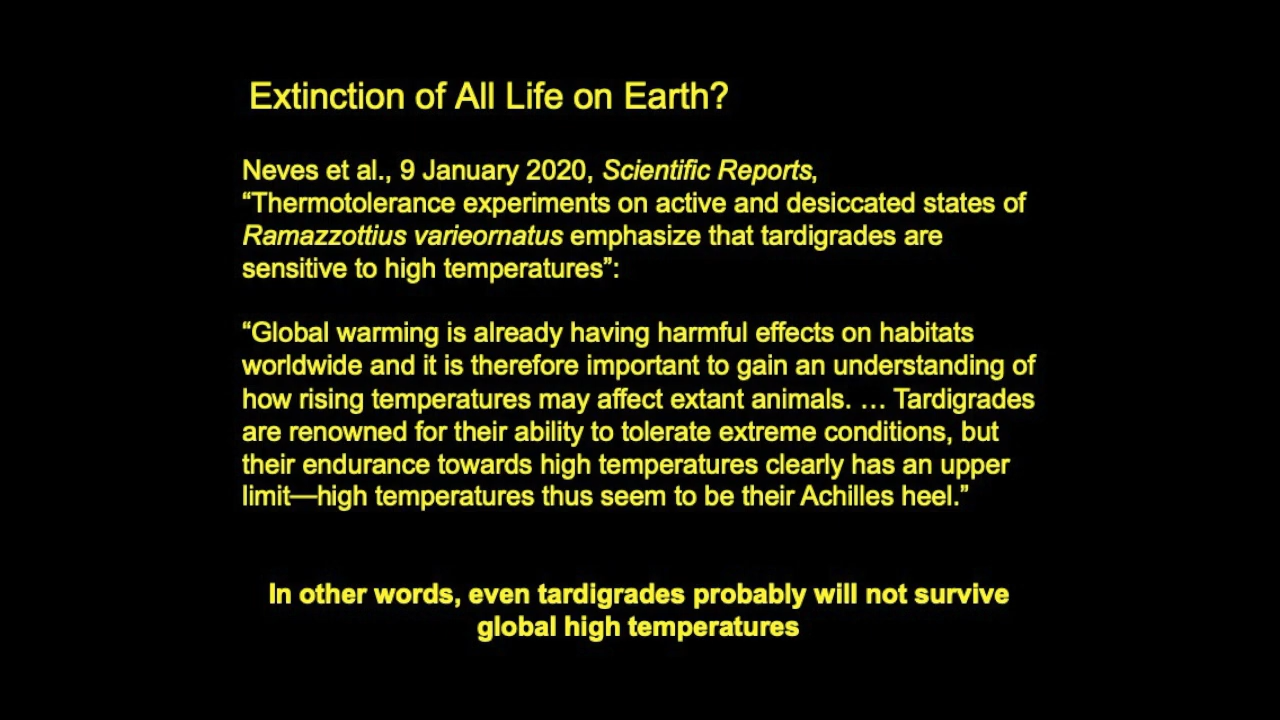 Extinction of All Life on Earth?
Neves et al., 9 January 2020, Scientific Reports,
“Thermotolerance experiments on active and desiccated states of
Ramazzottius varieornatus emphasize that tardigrades are
sensitive to high temperatures”:
“Global warming is already having harmful effects on habitats
worldwide and it is therefore important to gain an understanding of
how rising temperatures may affect extant animals. … Tardigrades
are renowned for their ability to tolerate extreme conditions, but
their endurance towards high temperatures clearly has an upper
limit—high temperatures thus seem to be their Achilles heel.”
In other words, even tardigrades probably will not survive
global high temperatures